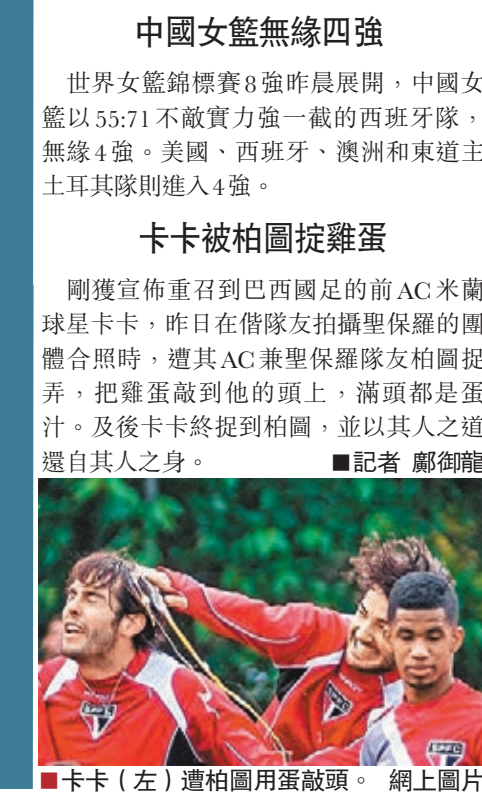 中國女籃無緣四強
世界女籃錦標賽8強昨晨展開，中國女
籃以55:71不敵實力強一截的西班牙隊，
無緣4強。美國、西班牙、澳洲和東道主
土耳其隊則進入4強。
卡卡被柏圖掟雞蛋
剛獲宣佈重召到巴西國足的前AC米蘭
球星卡卡，昨日在偕隊友拍攝聖保羅的團
體合照時，遭其AC兼聖保羅隊友柏圖捉
弄，把雞蛋敲到他的頭上，滿頭都是蛋
汁。及後卡卡終捉到柏圖，並以其人之道
還自其人之身。 ■記者 鄺御龍
SPFC
SPFC
SPFC
■卡卡（左）遭柏圖用蛋敲頭。 網上圖片